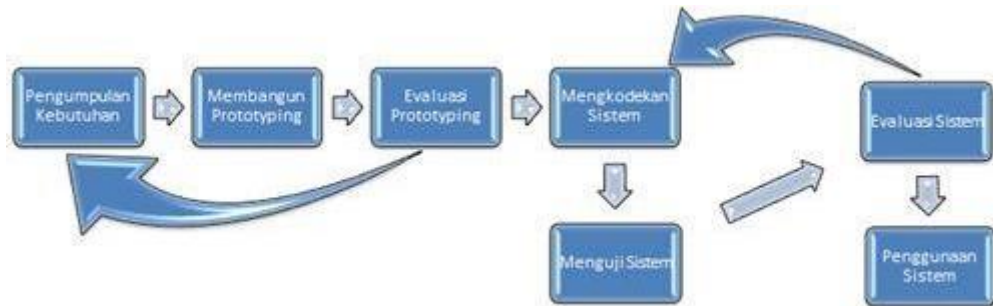 Pengumpulan
Kebutuhan
Membangun
Prototyping
Evaluasi
Prototyping
Mengkodekan
Sistem
Menguji Sistem
Evaluasi Sistem
Penggunaan
Sistem